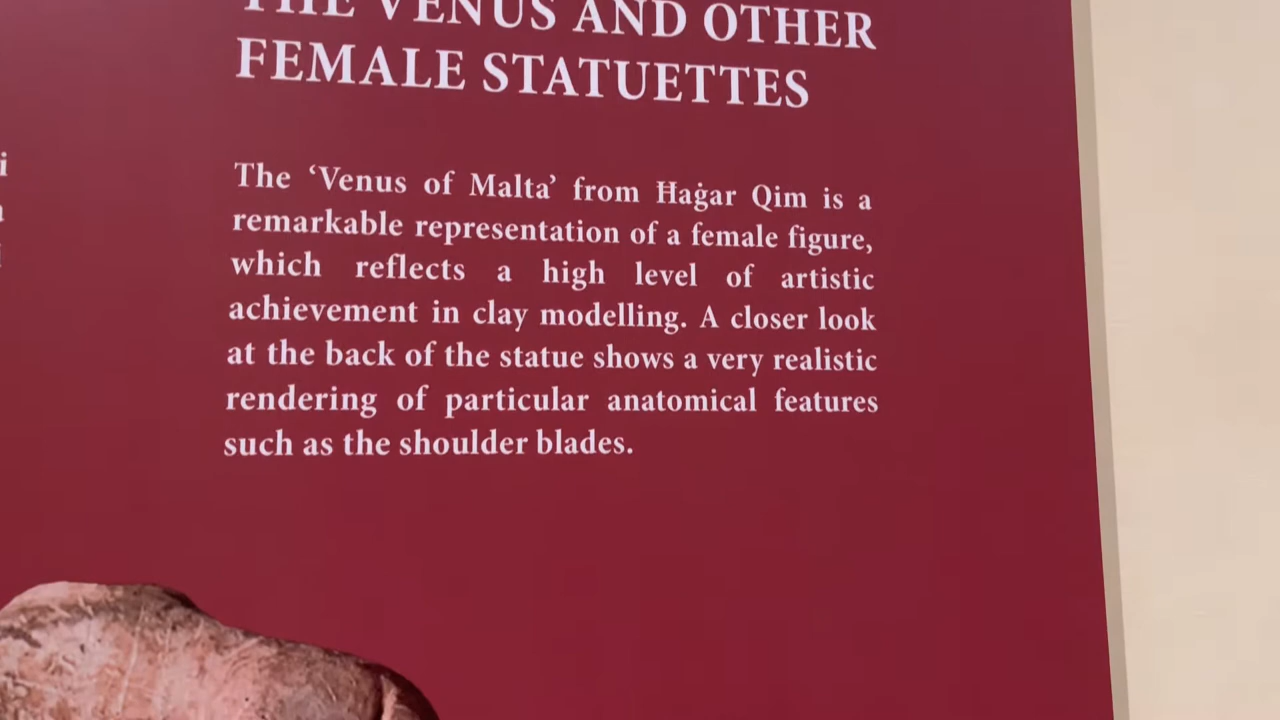 THE VENUS AND OTHER
FEMALE STATUETTES
The ‘Venus of Malta’ from Ħaġar Qim is a
remarkable representation of a female figure,
which reflects a high level of artistic
achievement in clay modelling. A closer look
at the back of the statue shows a very realistic
rendering of particular anatomical features
such as the shoulder blades.